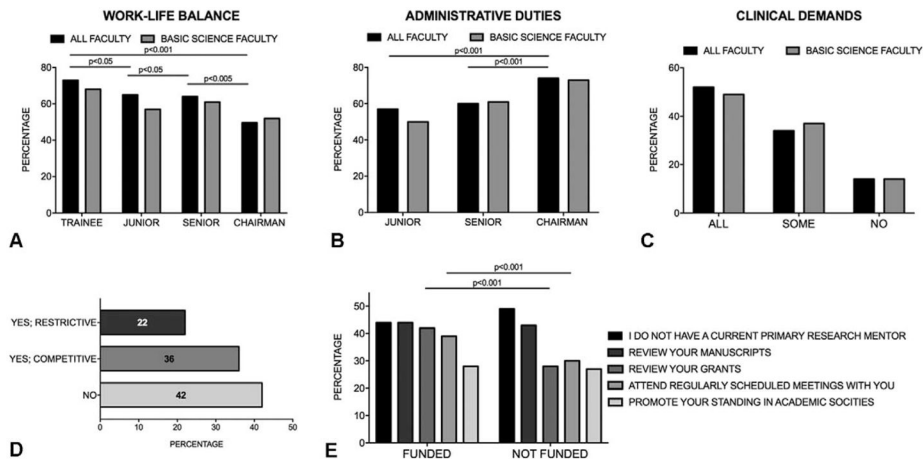 WORK-LIFE BALANCE
ALL FACULTY BASIC SCIENCE FACULTY
p<0.001
p<0.05
p<0.05
p<0.005
80
60
40
20
0
PERCENTAGE
TRAINEE JUNIOR SENIOR CHAIRMAN
A
ADMINISTRATIVE DUTIES
ALL FACULTY BASIC SCIENCE FACULTY
p<0.001
p<0.001
80
60
40
20
0
PERCENTAGE
JUNIOR SENIOR CHAIRMAN
B
CLINICAL DEMANDS
ALL FACULTY BASIC SCIENCE FACULTY
60
40
20
0
PERCENTAGE
ALL SOME NO
C
YES; RESTRICTIVE 22
YES; COMPETITIVE 36
NO 42
0 10 20 30 40 50
PERCENTAGE
D
p<0.001
p<0.001
50
40
30
20
10
0
PERCENTAGE
FUNDED NOT FUNDED
I DO NOT HAVE A CURRENT PRIMARY RESEARCH MENTOR
REVIEW YOUR MANUSCRIPTS
REVIEW YOUR GRANTS
ATTEND REGULARLY SCHEDULED MEETINGS WITH YOU
PROMOTE YOUR STANDING IN ACADEMIC SOCITIES
E